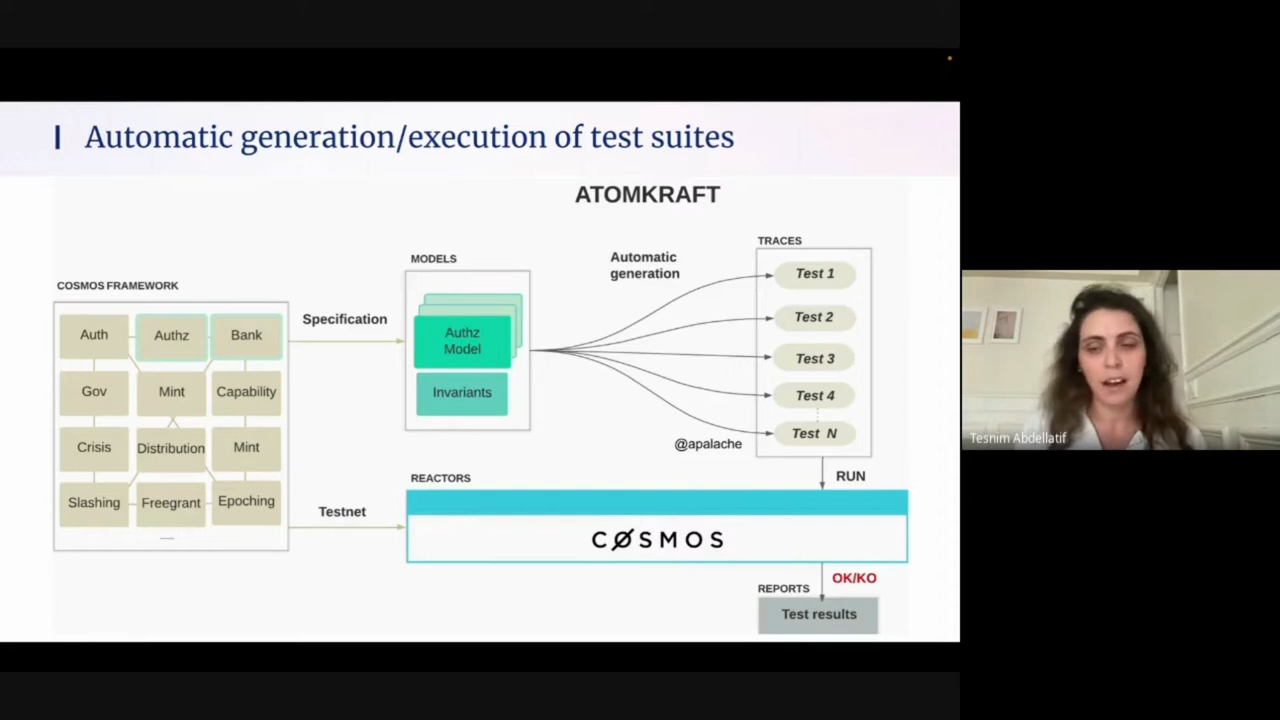 Automatic generation/execution of test suites
ATOMKRAFT
COSMOS FRAMEWORK
Auth
Authz
Bank
Gov
Mint
Capability
Crisis
Distribution
Mint
Slashing
Freegrant
Epoching
Specification
Testnet
MODELS
Authz
Model
Invariants
Automatic
generation
@apalache
TRACES
Test 1
Test 2
Test 3
Test 4
Test N
RUN
REACTORS
COSMOS
OK/KO
REPORTS
Test results
Tesnim Abdellatif